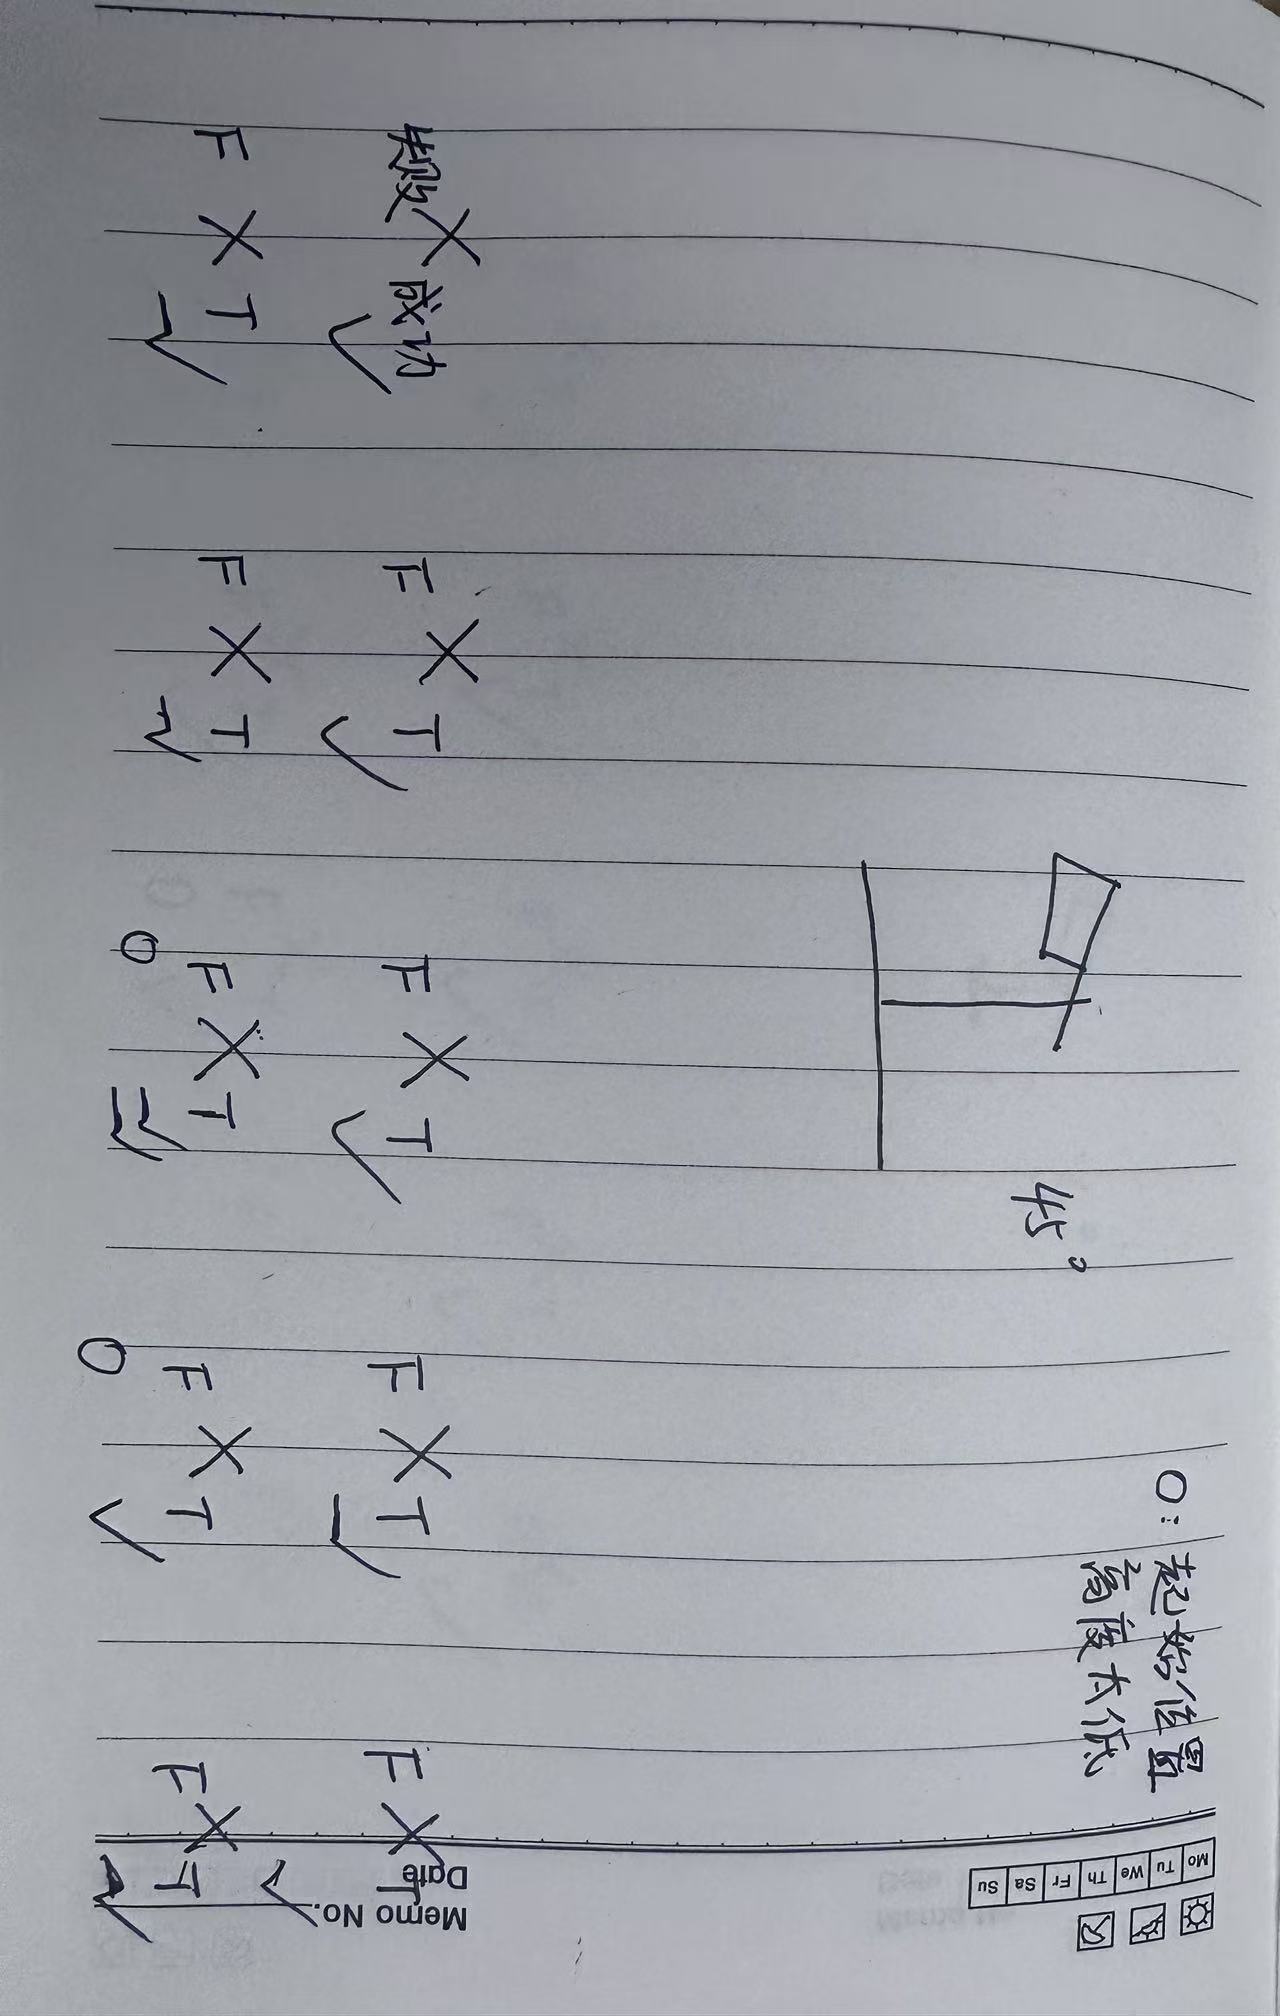 Mo Tu We Th Fr Sa Su
Memo No.
Date
O: 起始位置
高度太低
45°
失败 × 成功 F × T F × T F × T F × T
✓ ✓ ✓ ✓ ✓
F × T F × T F × T F × T F × T
✓ ✓ O ✓ O ✓ ✓